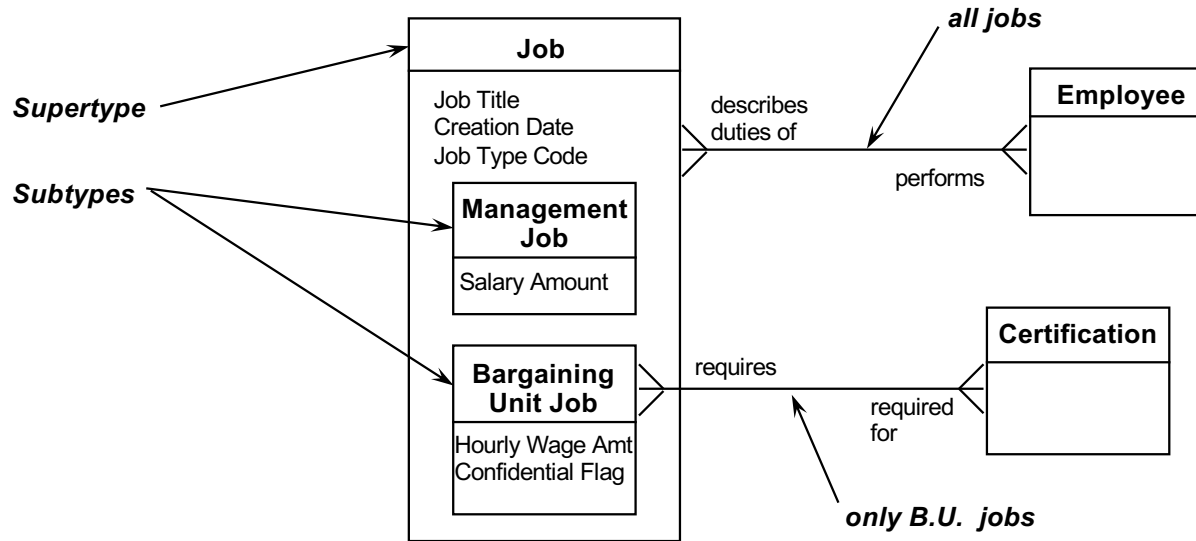 all jobs
Job
Supertype
Job Title
Creation Date
Job Type Code
describes
duties of
Employee
performs
Subtypes
Management
Job
Salary Amount
Bargaining
Unit Job
Hourly Wage Amt
Confidential Flag
requires
Certification
required
for
only B.U. jobs